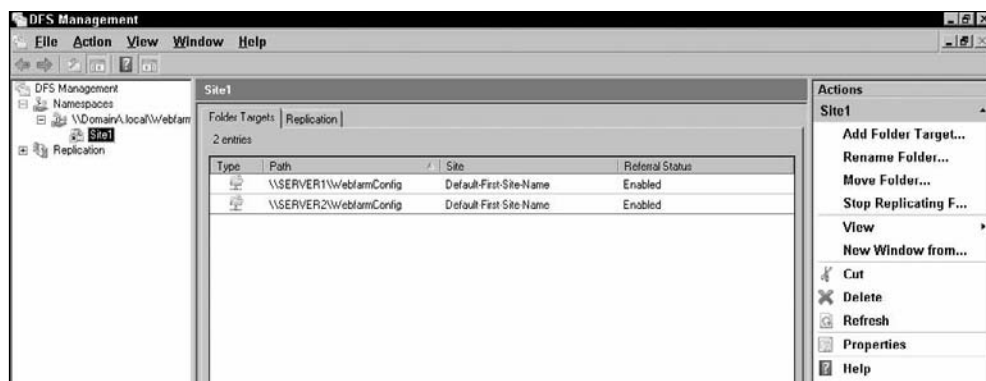 DFS Management
File Action View Window Help
DFS Management
Namespaces
\\DomainA.local\Webfarm
Site1
Replication
Site1
Folder Targets Replication
2 entries
Type Path Site Referral Status
\\SERVER1\WebfarmConfig Default-First-Site-Name Enabled
\\SERVER2\WebfarmConfig Default-First-Site-Name Enabled
Actions
Site1
Add Folder Target...
Rename Folder...
Move Folder...
Stop Replicating F...
View
New Window from...
Cut
Delete
Refresh
Properties
Help